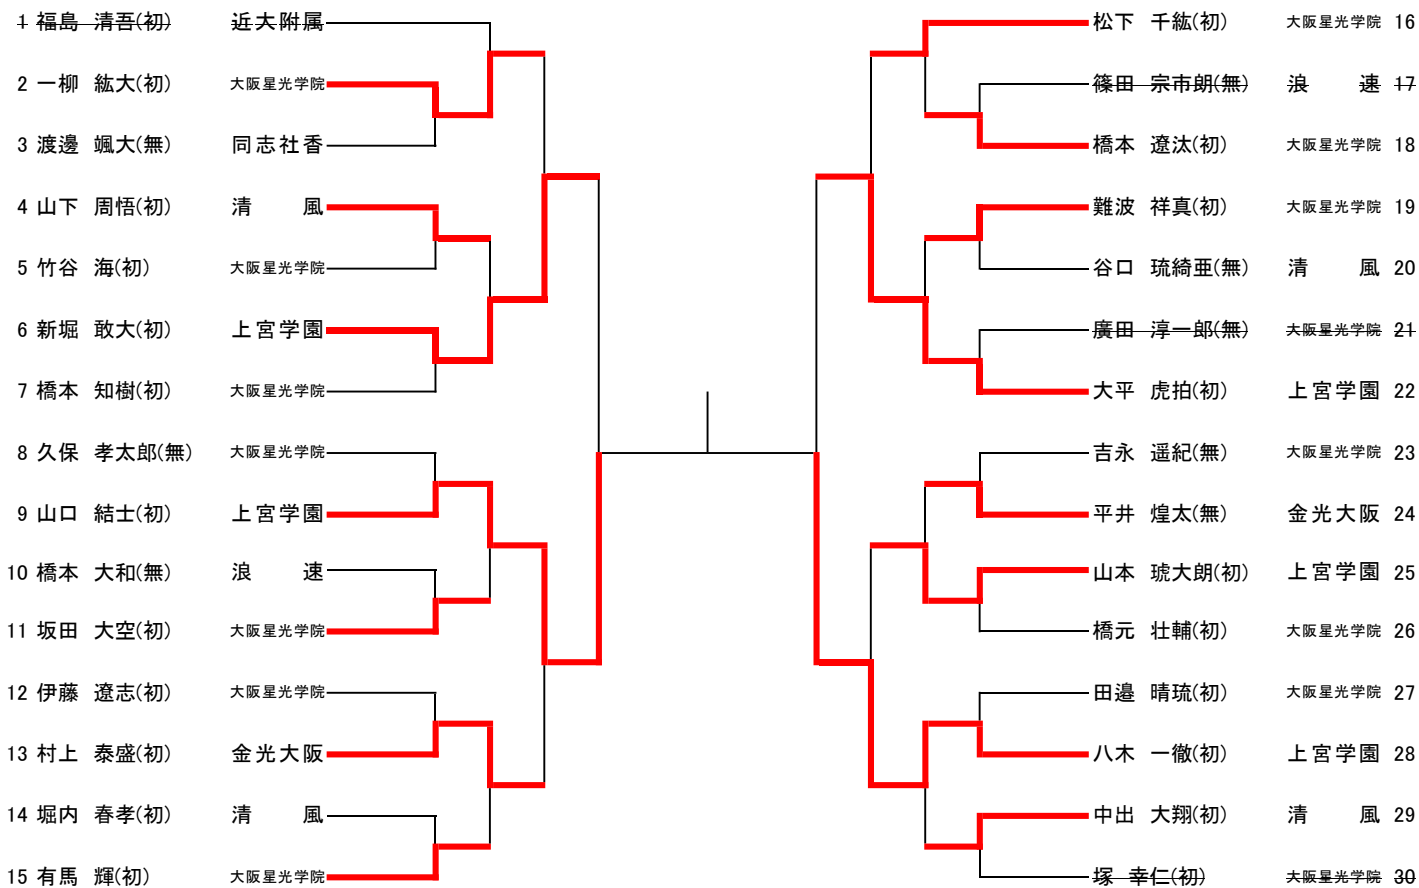 1 福島 清吾(初) 近大附属
2 一柳 紘大(初) 大阪星光学院
3 渡邊 颯大(無) 同志社香
4 山下 周悟(初) 清 風
5 竹谷 海(初) 大阪星光学院
6 新堀 敢大(初) 上宮学園
7 橋本 知樹(初) 大阪星光学院
8 久保 孝太郎(無) 大阪星光学院
9 山口 結士(初) 上宮学園
10 橋本 大和(無) 浪 速
11 坂田 大空(初) 大阪星光学院
12 伊藤 遼志(初) 大阪星光学院
13 村上 泰盛(初) 金光大阪
14 堀内 春孝(初) 清 風
15 有馬 輝(初) 大阪星光学院
松下 千紘(初) 大阪星光学院 16
篠田 宗市朗(無) 浪 速 17
橋本 遼汰(初) 大阪星光学院 18
難波 祥真(初) 大阪星光学院 19
谷口 琉綺亜(無) 清 風 20
廣田 淳一郎(無) 大阪星光学院 21
大平 虎拍(初) 上宮学園 22
吉永 遥紀(無) 大阪星光学院 23
平井 煌太(無) 金光大阪 24
山本 琥大朗(初) 上宮学園 25
橋元 壮輔(初) 大阪星光学院 26
田邉 晴琉(初) 大阪星光学院 27
八木 一徹(初) 上宮学園 28
中出 大翔(初) 清 風 29
塚 幸仁(初) 大阪星光学院 30